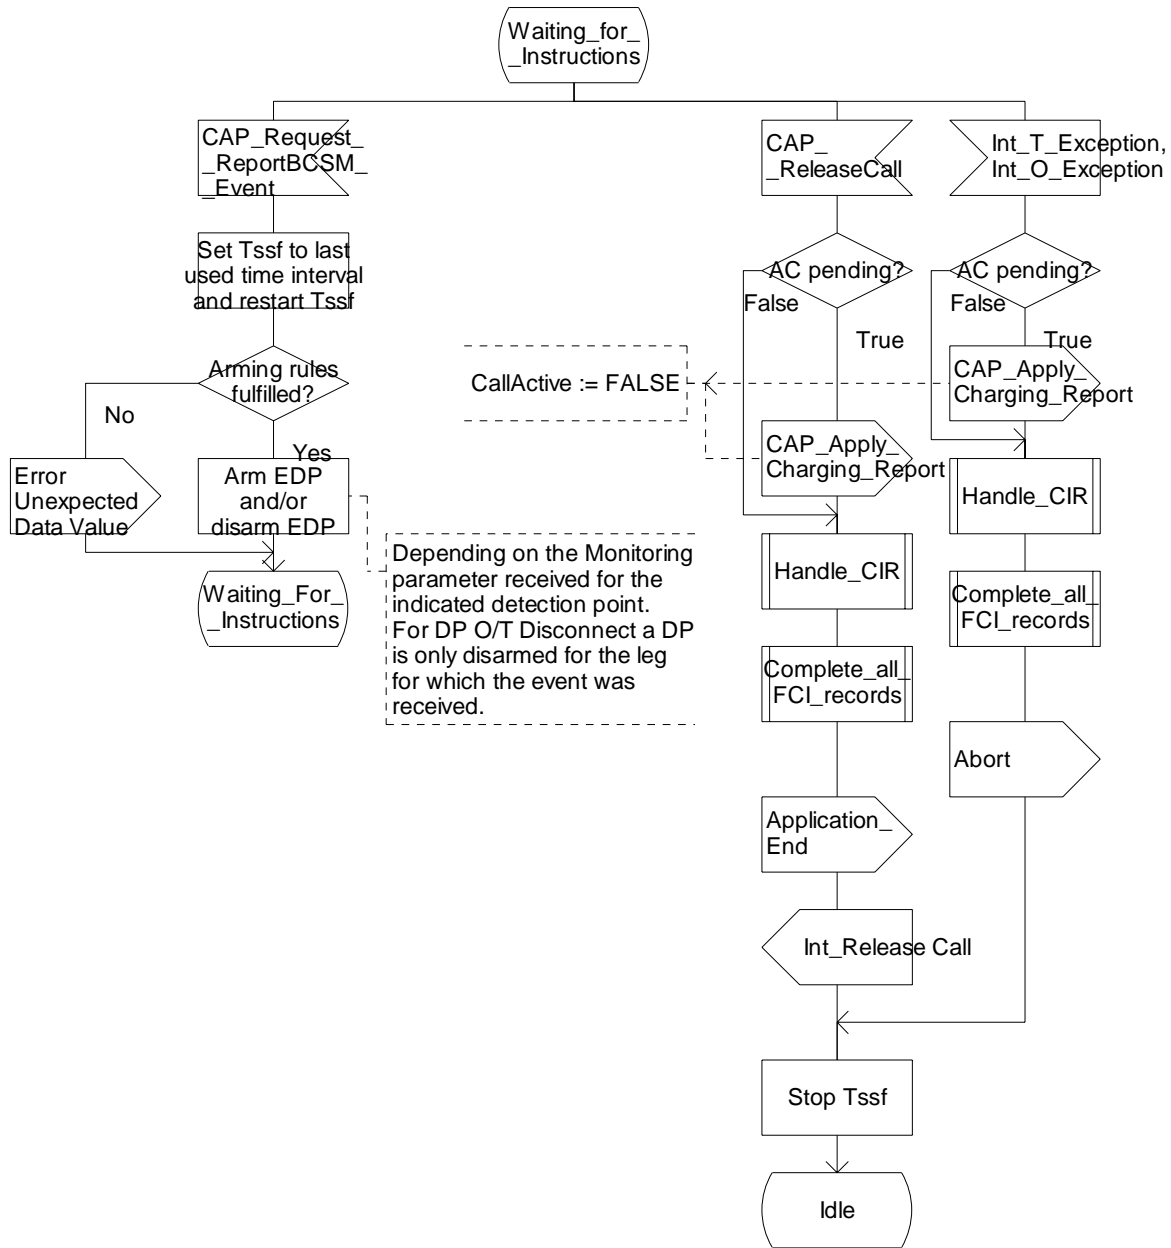 Waiting_for_
_Instructions
CAP_Request_
_ReportBCSM_
_Event
CAP_
_ReleaseCall
Int_T_Exception,
Int_O_Exception
Set Tssf to last
used time interval
and restart Tssf
AC pending?
False
True
AC pending?
False
True
Arming rules
fulfilled?
No
Yes
CallActive := FALSE
CAP_Apply_
Charging_Report
CAP_Apply_
Charging_Report
Error
Unexpected
Data Value
Arm EDP
and/or
disarm EDP
Depending on the Monitoring
parameter received for the
indicated detection point.
For DP O/T Disconnect a DP
is only disarmed for the leg
for which the event was
received.
Waiting_For_
_Instructions
Handle_CIR
Handle_CIR
Complete_all_
FCI_records
Complete_all_
FCI_records
Abort
Application_
End
Int_Release Call
Stop Tssf
Idle